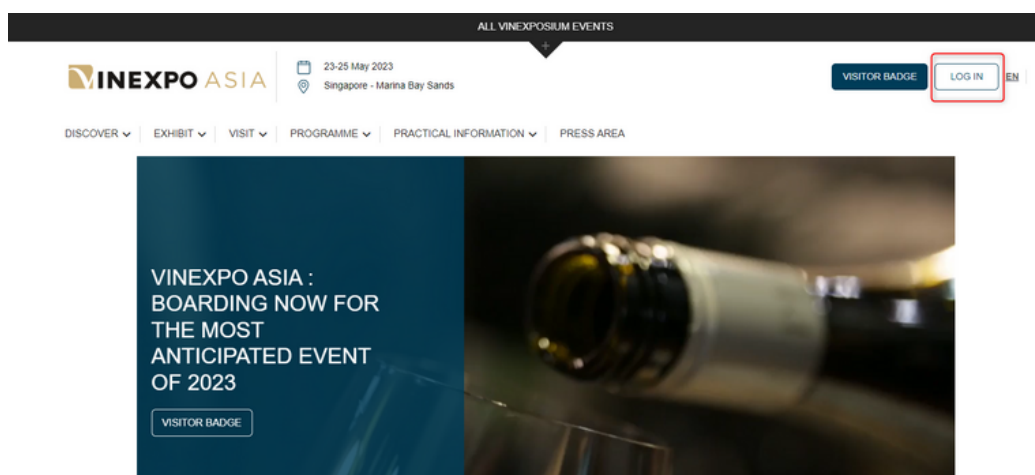 ALL VINEXPOSIUM EVENTS
+
VINEXPO ASIA
23-25 May 2023
Singapore - Marina Bay Sands
VISITOR BADGE
LOG IN
EN
DISCOVER
EXHIBIT
VISIT
PROGRAMME
PRACTICAL INFORMATION
PRESS AREA
VINEXPO ASIA :
BOARDING NOW FOR
THE MOST
ANTICIPATED EVENT
OF 2023
VISITOR BADGE